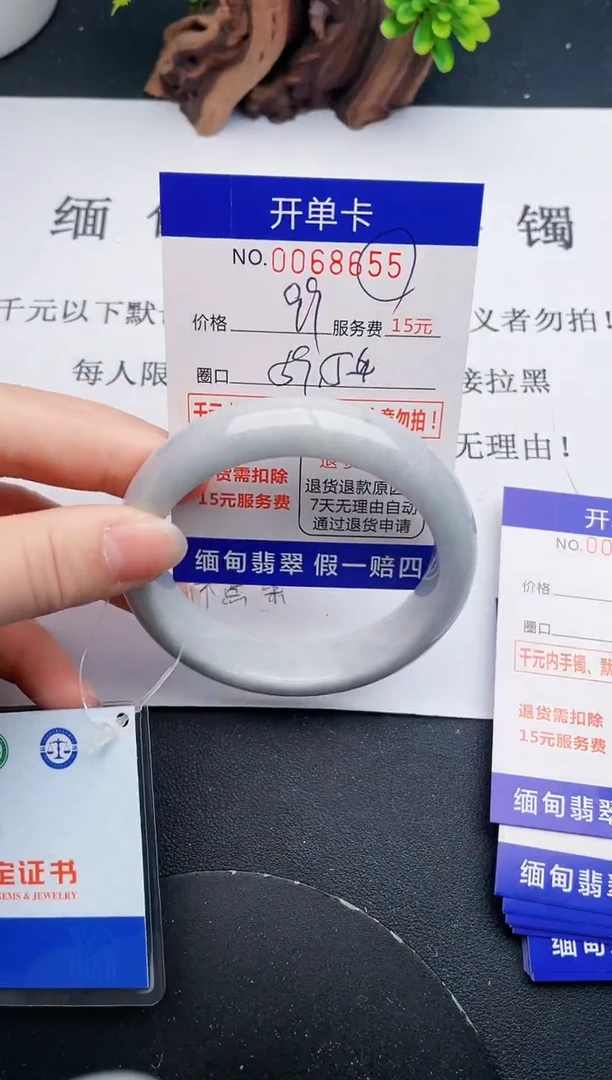 缅
镯
开单卡
NO.0068655
千元以下默
义者勿拍！
价格 99 服务费 15元
每人限
接拉黑
圈口
无理由！
勿拍！
货需扣除
15元服务费
退货退款原因
7天无理由自动
通过退货申请
缅甸翡翠 假一赔四
开
NO.00
价格
圈口
千元内手镯、默
退货需扣除
15元服务费
缅甸翡翠
缅甸翡
缅甸
定证书
GEMS & JEWELRY